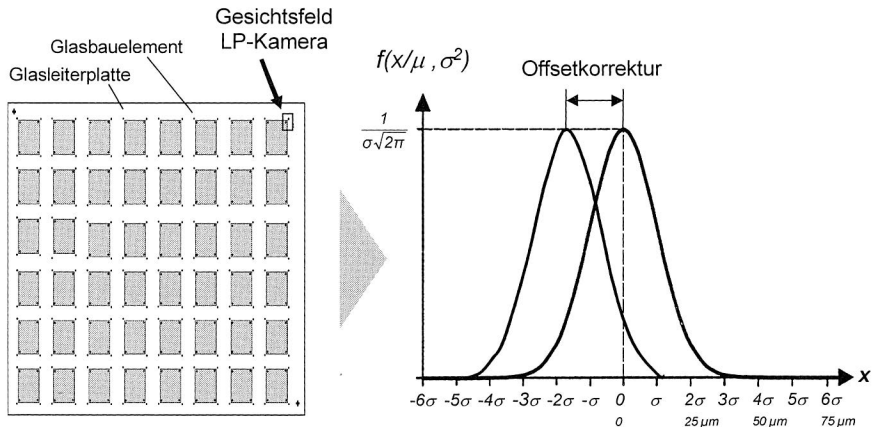 Gesichtsfeld
LP-Kamera
Glasbauelement
Glasleiterplatte
f(x/μ, σ²)
Offsetkorrektur
1
σ√2π
x
-6σ -5σ -4σ -3σ -2σ -σ 0 σ 2σ 3σ 4σ 5σ 6σ
0 25 μm 50 μm 75 μm